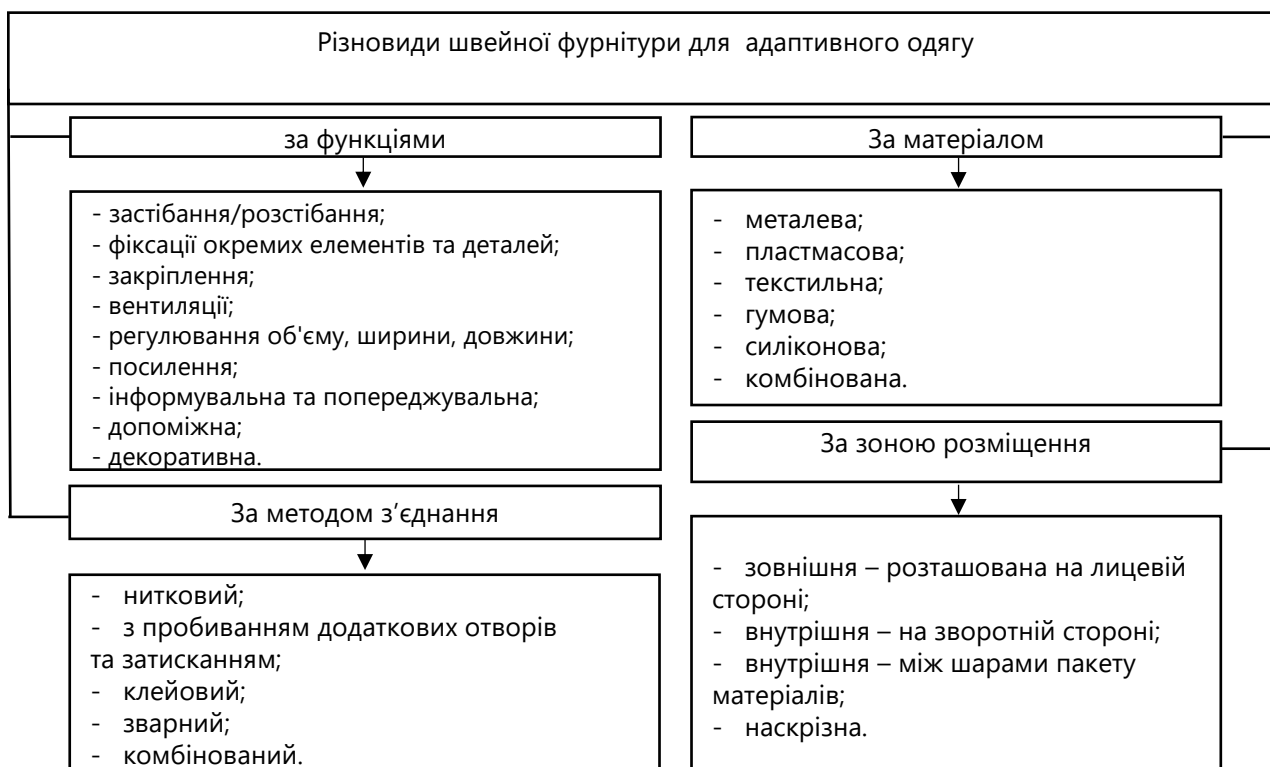 Різновиди швейної фурнітури для адаптивного одягу
за функціями
- застібання/розстібання;
- фіксації окремих елементів та деталей;
- закріплення;
- вентиляції;
- регулювання об'єму, ширини, довжини;
- посилення;
- інформувальна та попереджувальна;
- допоміжна;
- декоративна.
За методом з’єднання
- нитковий;
- з пробиванням додаткових отворів
та затисканням;
- клейовий;
- зварний;
- комбінований.
За матеріалом
- металева;
- пластмасова;
- текстильна;
- гумова;
- силіконова;
- комбінована.
За зоною розміщення
- зовнішня – розташована на лицевій
стороні;
- внутрішня – на зворотній стороні;
- внутрішня – між шарами пакету
матеріалів;
- наскрізна.